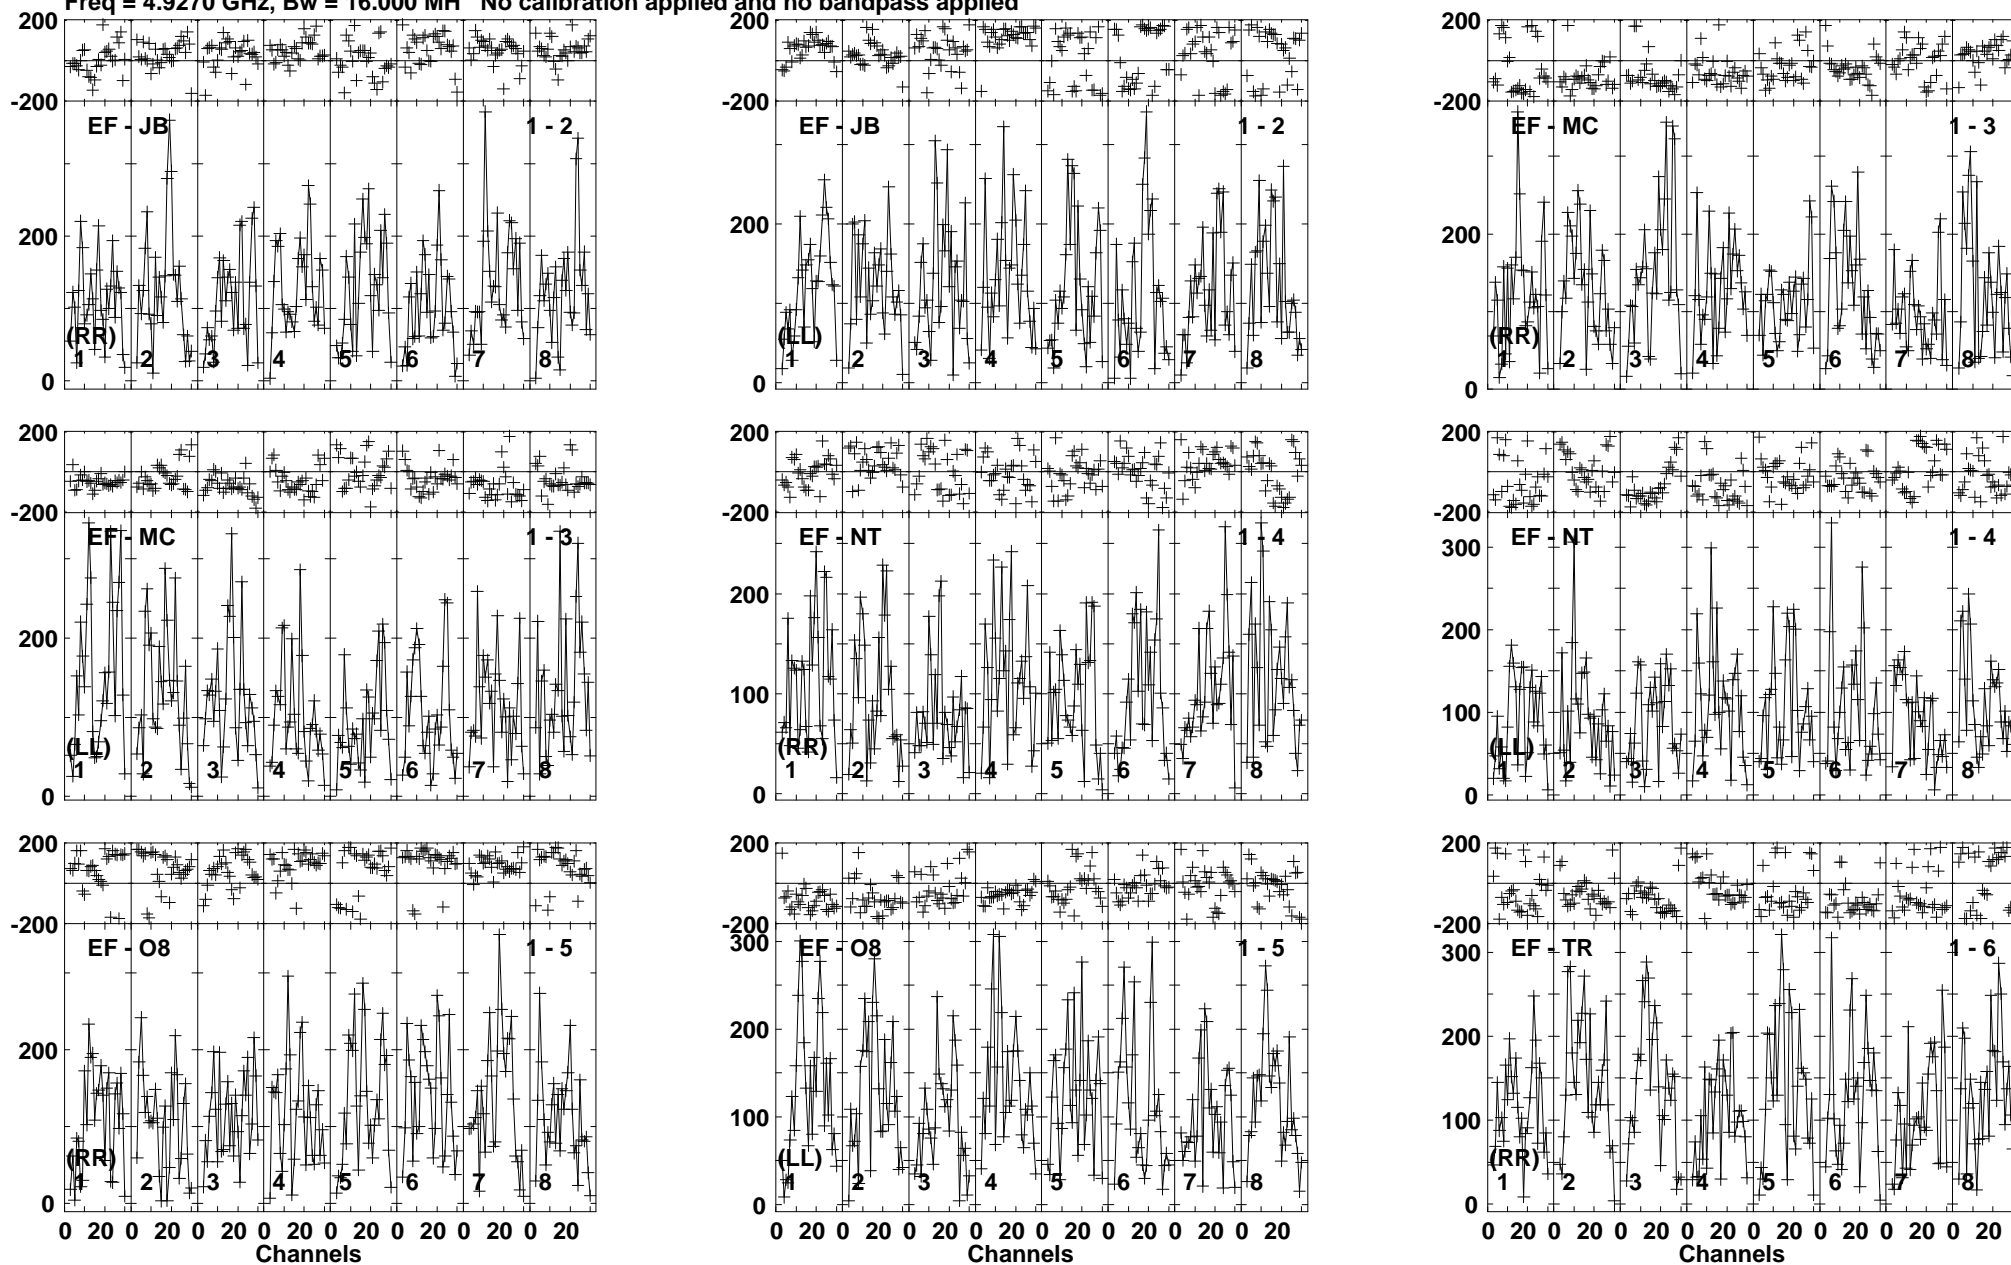 Freq = 4.9270 GHz, Bw = 16.000 MH   No calibration applied and no bandpass applied
200 200 200
-200 -200 -200
EF - JB 1 - 2 EF - JB 1 - 2 EF - MC 1 - 3
200 200 200
(RR) (LL) (RR)
1 2 3 4 5 6 7 8 1 2 3 4 5 6 7 8 1 2 3 4 5 6 7 8
0 0 0
200 200 200
-200 -200 -200
EF - MC 1 - 3 EF - NT 1 - 4 EF - NT 1 - 4
300
200 200 200
100 100
(LL) (RR) (LL)
1 2 3 4 5 6 7 8 1 2 3 4 5 6 7 8 1 2 3 4 5 6 7 8
0 0 0
200 200 200
-200 -200 -200
EF - O8 1 - 5 EF - O8 1 - 5 EF - TR 1 - 6
300 300
200 200 200
100 100
(RR) (LL) (RR)
1 2 3 4 5 6 7 8 1 2 3 4 5 6 7 8 1 2 3 4 5 6 7 8
0 0 0
0 20 0 20 0 20 0 20 0 20 0 20 0 20 0 20 0 20 0 20 0 20 0 20 0 20 0 20 0 20 0 20 0 20 0 20 0 20 0 20 0 20 0 20 0 20 0 20
Channels Channels Channels